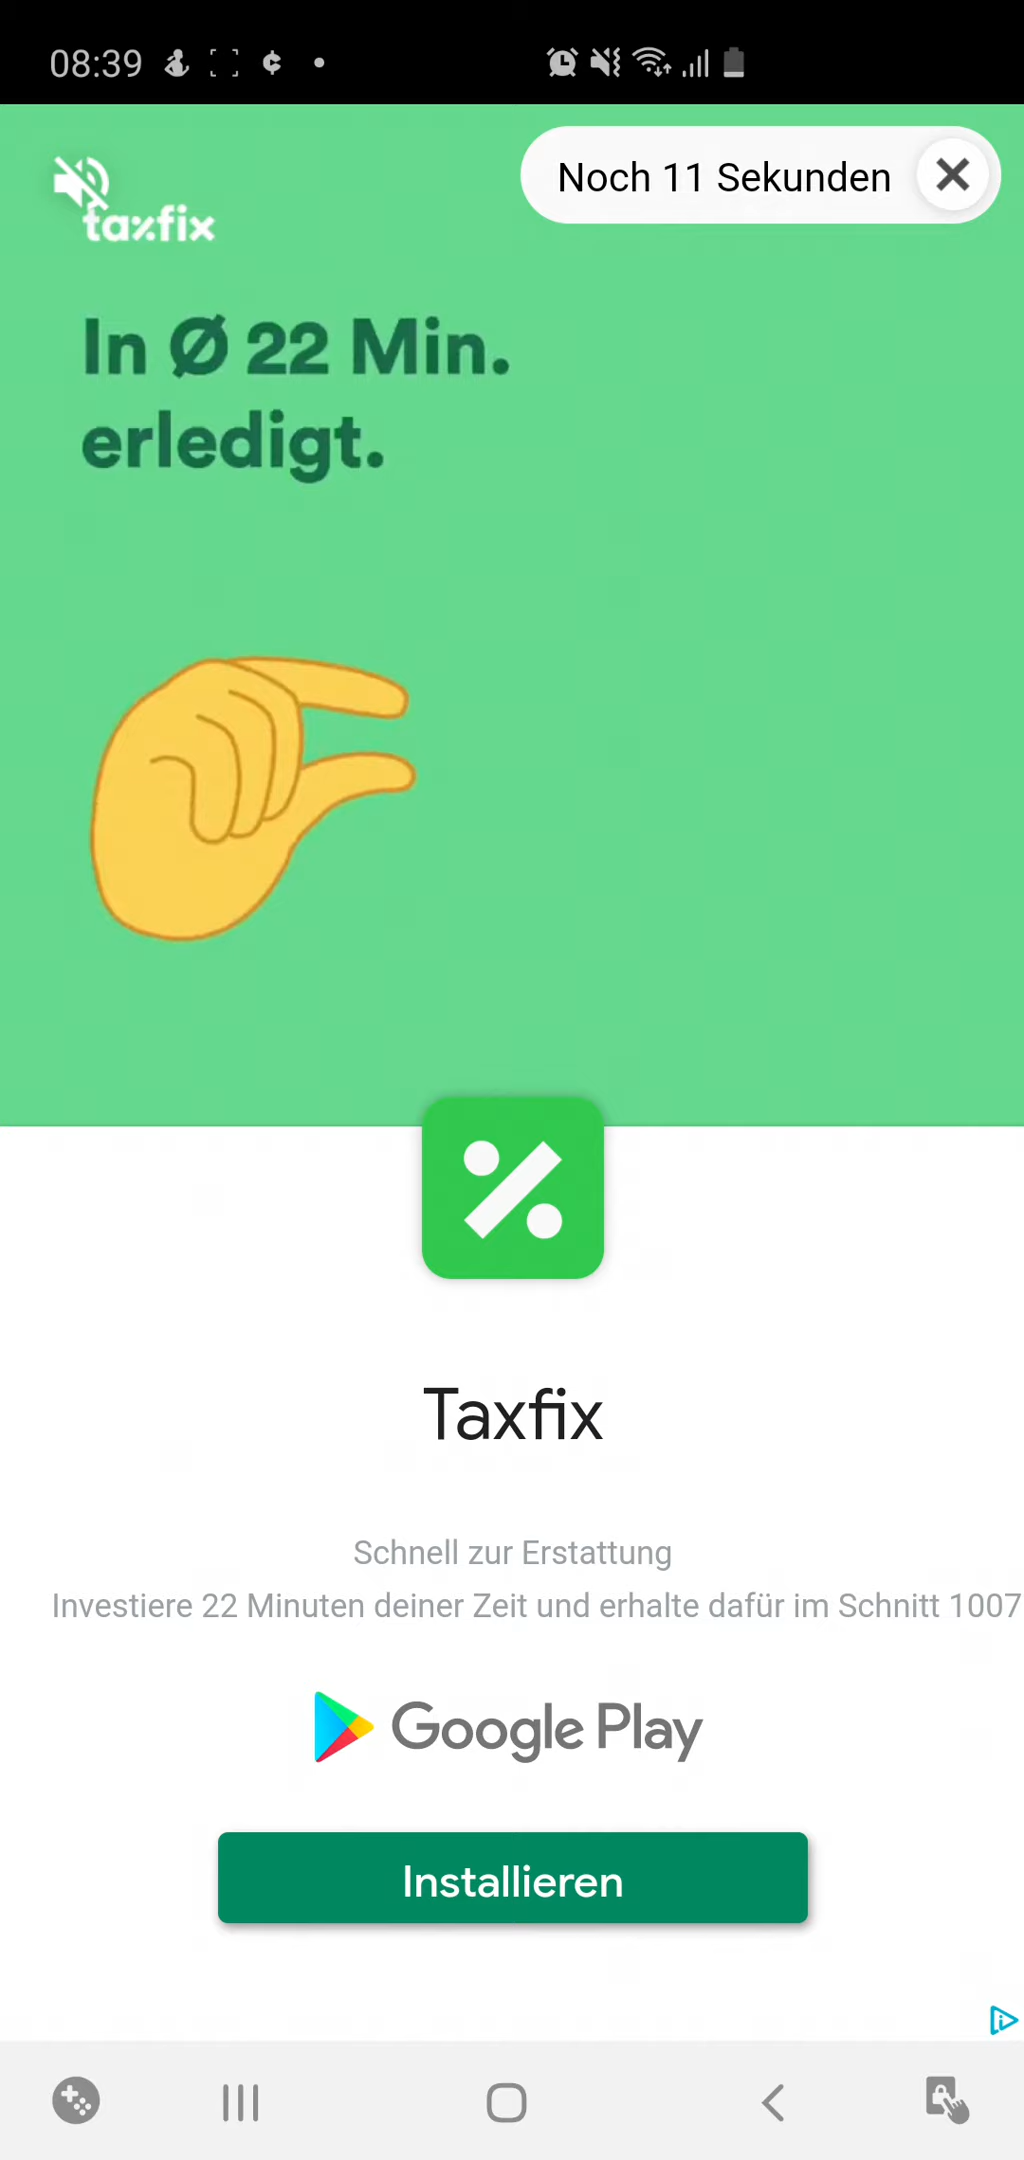 08:39
Noch 11 Sekunden
taxfix
In Ø 22 Min.
erledigt.
Taxfix
Schnell zur Erstattung
Investiere 22 Minuten deiner Zeit und erhalte dafür im Schnitt 1007
Google Play
Installieren